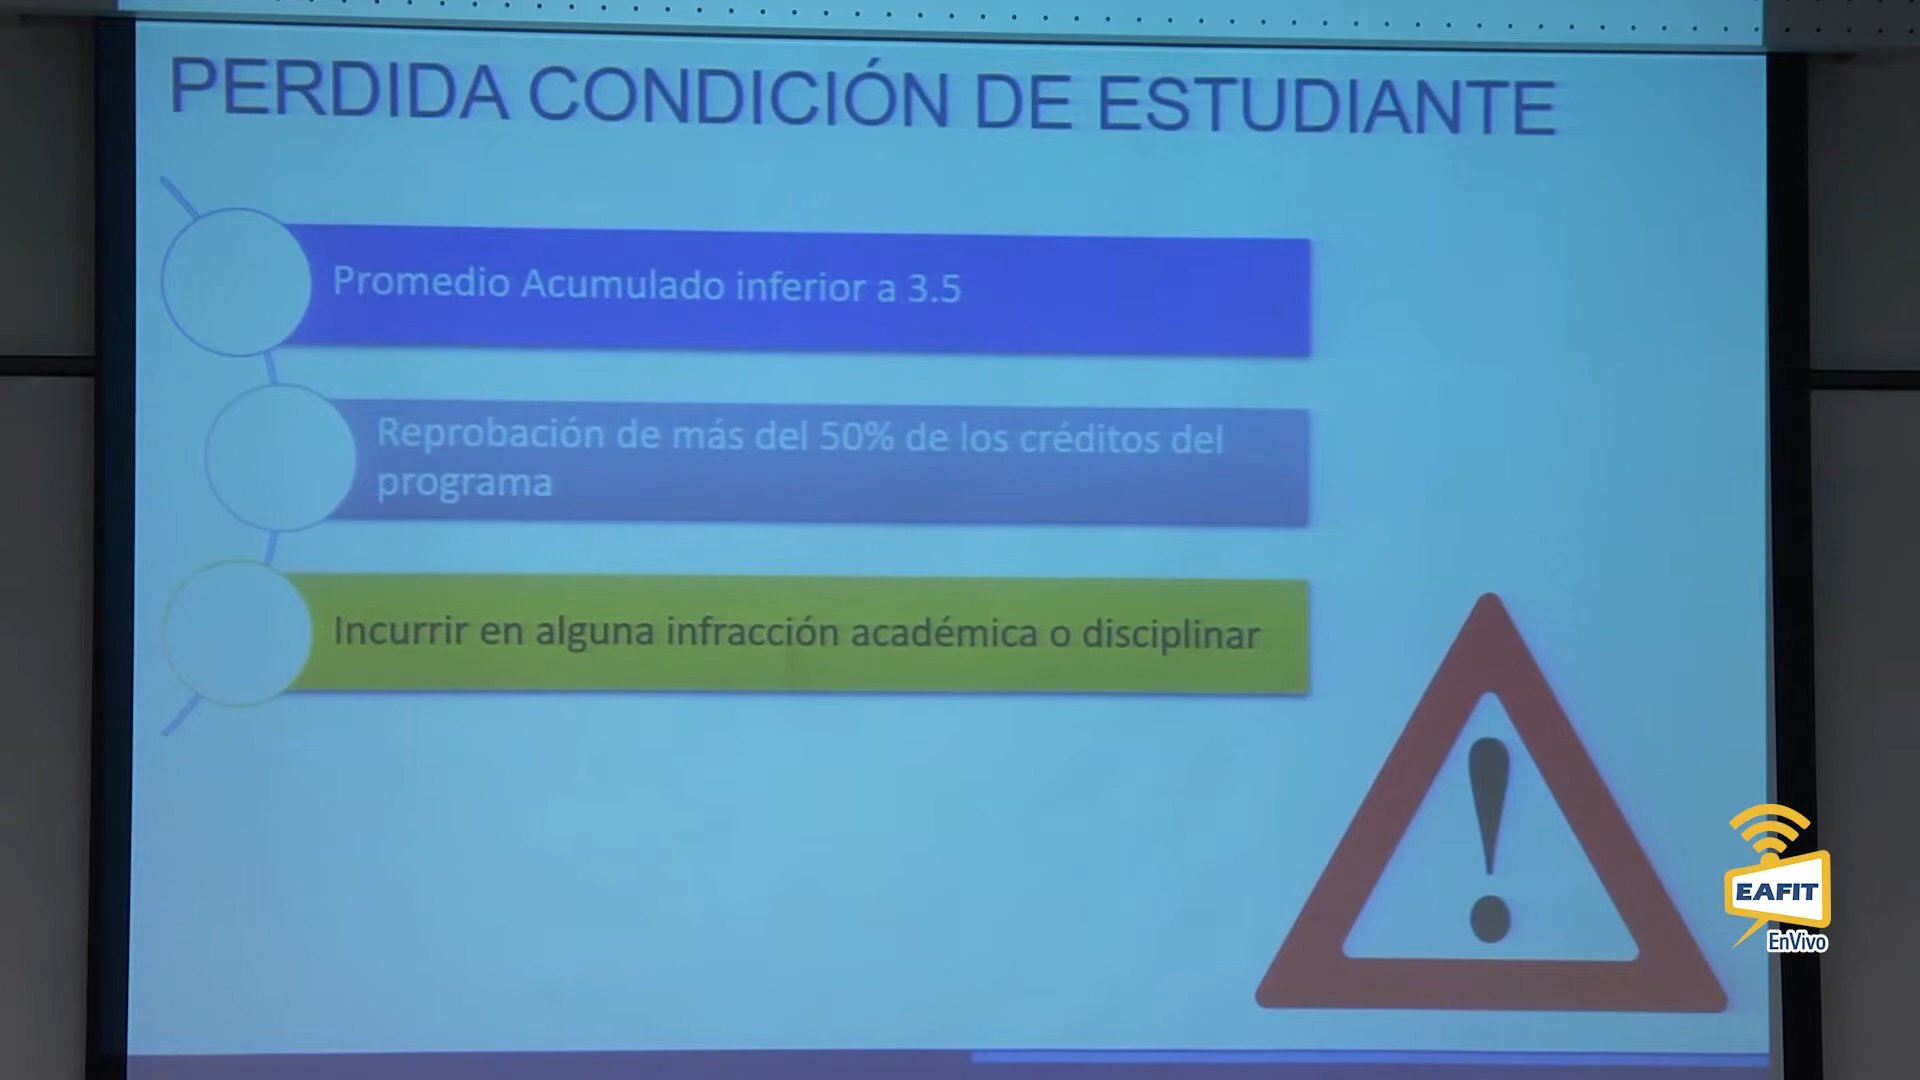 PERDIDA CONDICIÓN DE ESTUDIANTE
Promedio Acumulado inferior a 3.5
Reprobación de más del 50% de los créditos del
programa
Incurrir en alguna infracción académica o disciplinar
!
EAFIT
EnVivo